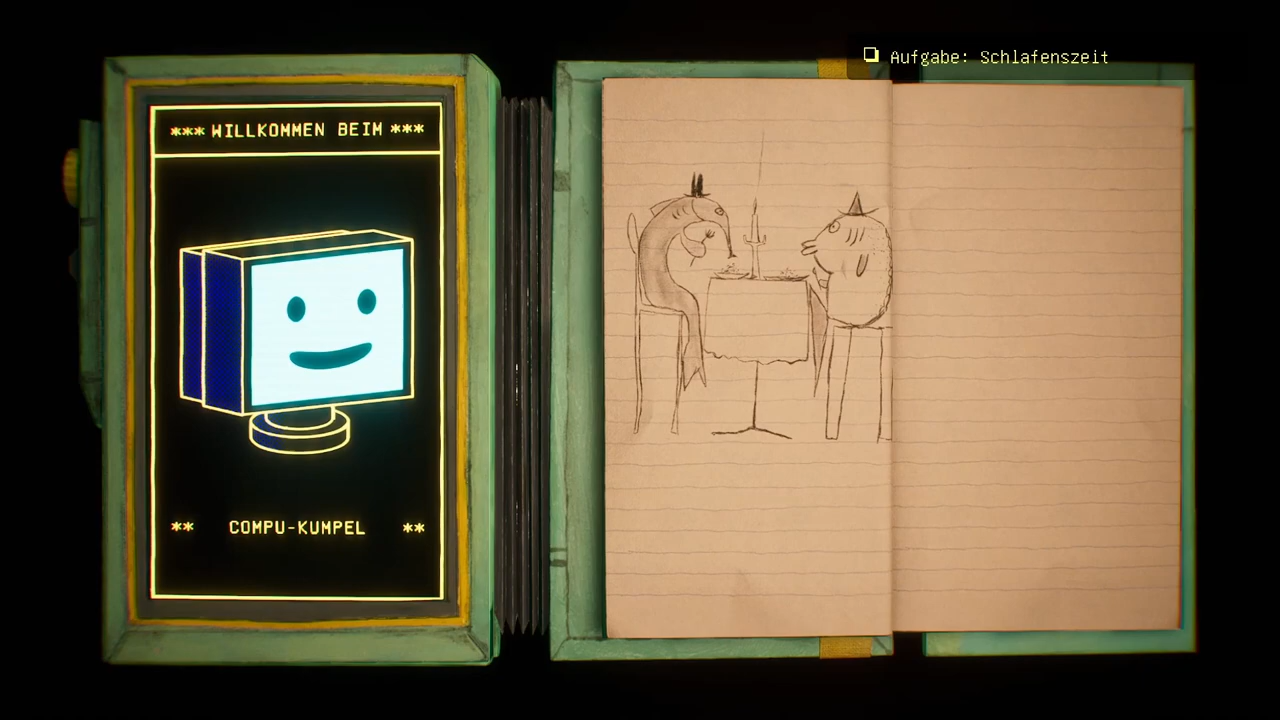 *** WILLKOMMEN BEIM ***
** COMPU-KUMPEL **
Aufgabe: Schlafenszeit